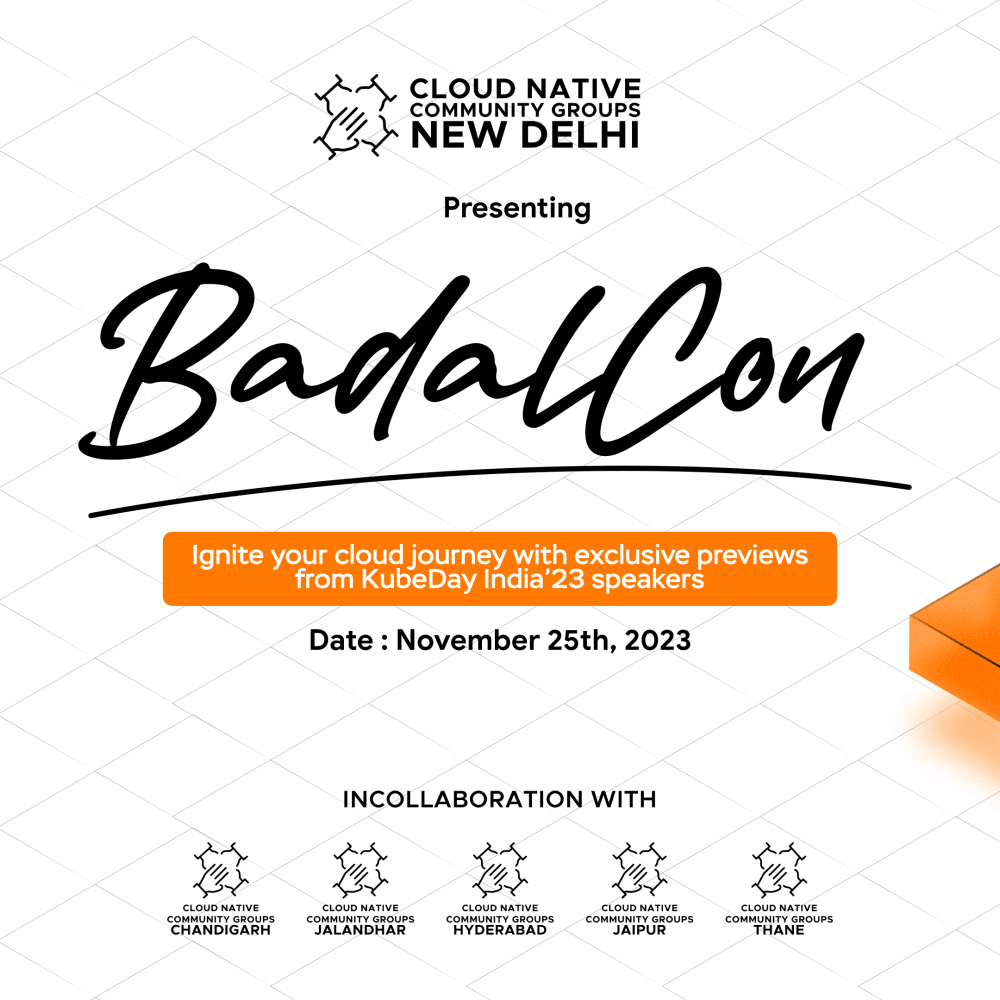 CLOUD NATIVE
COMMUNITY GROUPS
NEW DELHI
Presenting
BadalCon
Ignite your cloud journey with exclusive previews
from KubeDay India’23 speakers
Date : November 25th, 2023
INCOLLABORATION WITH
CLOUD NATIVE
COMMUNITY GROUPS
CHANDIGARH
CLOUD NATIVE
COMMUNITY GROUPS
JALANDHAR
CLOUD NATIVE
COMMUNITY GROUPS
HYDERABAD
CLOUD NATIVE
COMMUNITY GROUPS
JAIPUR
CLOUD NATIVE
COMMUNITY GROUPS
THANE